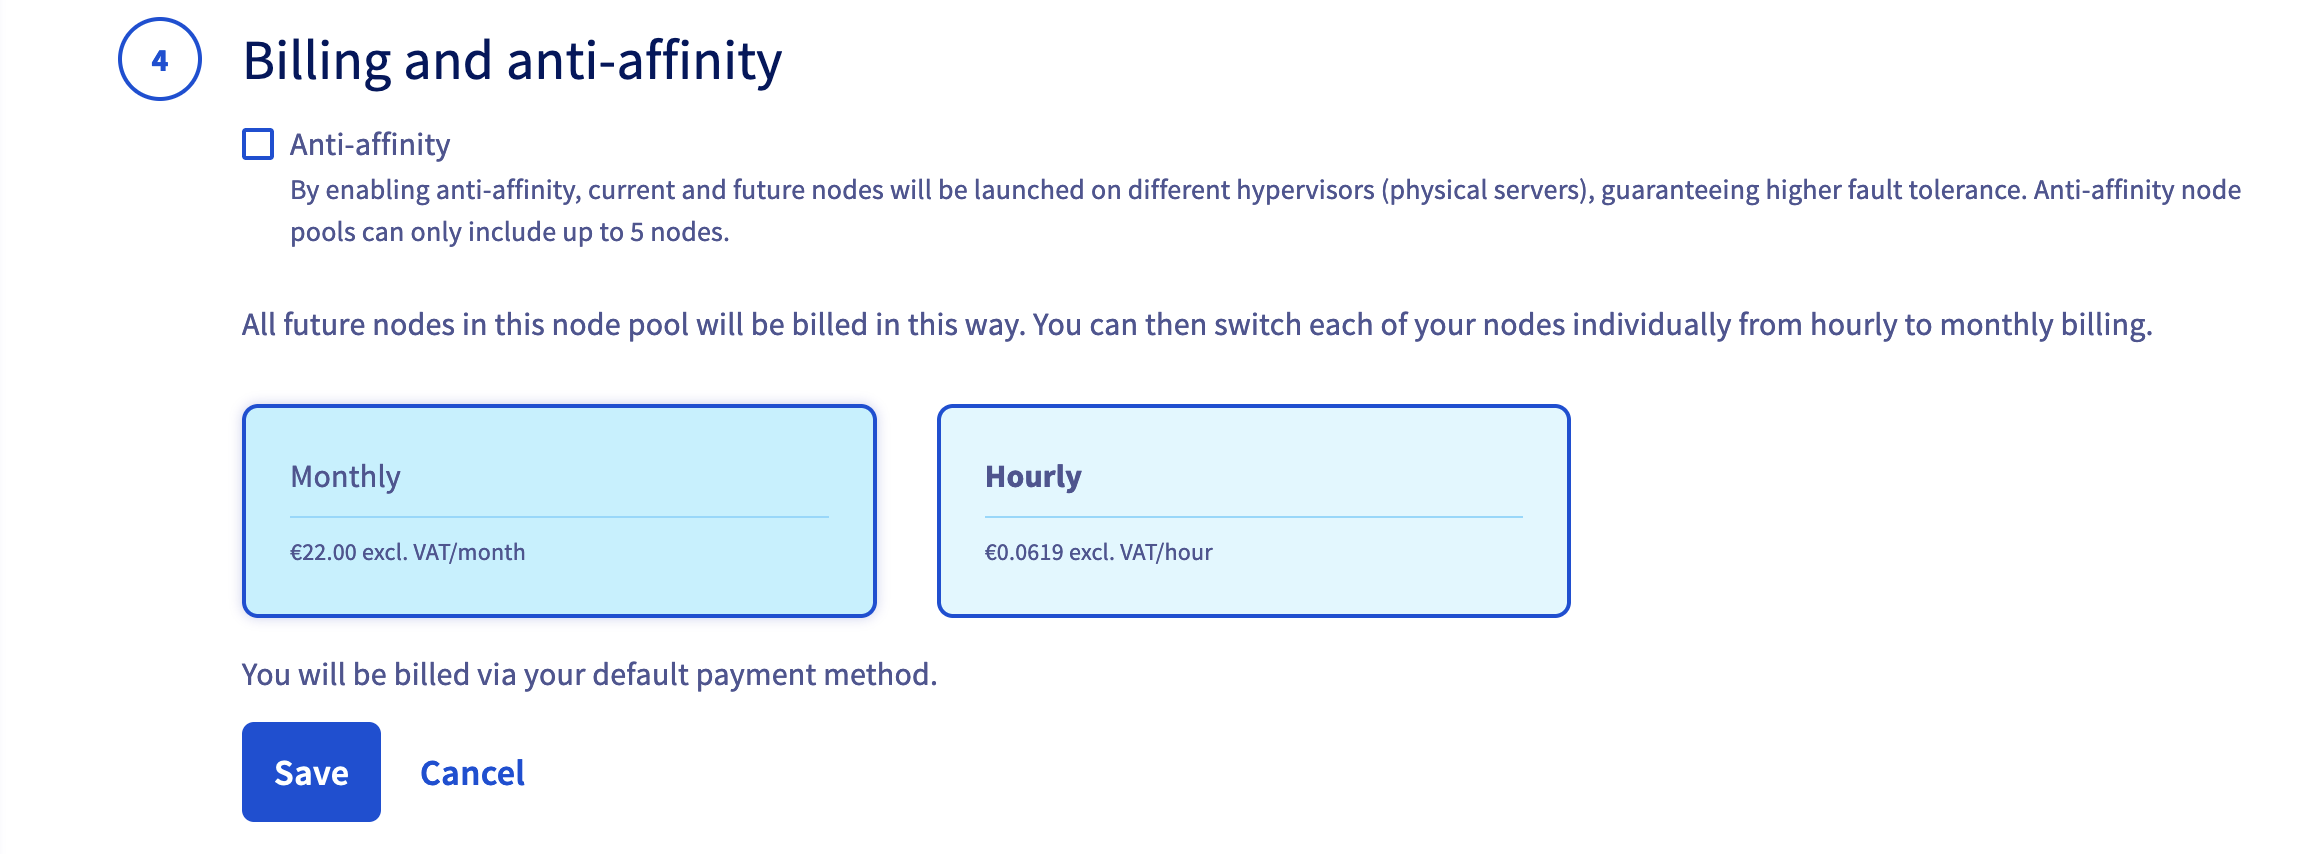 4
Billing and anti-affinity
Anti-affinity
By enabling anti-affinity, current and future nodes will be launched on different hypervisors (physical servers), guaranteeing higher fault tolerance. Anti-affinity node
pools can only include up to 5 nodes.
All future nodes in this node pool will be billed in this way. You can then switch each of your nodes individually from hourly to monthly billing.
Monthly
€22.00 excl. VAT/month
Hourly
€0.0619 excl. VAT/hour
You will be billed via your default payment method.
Save
Cancel